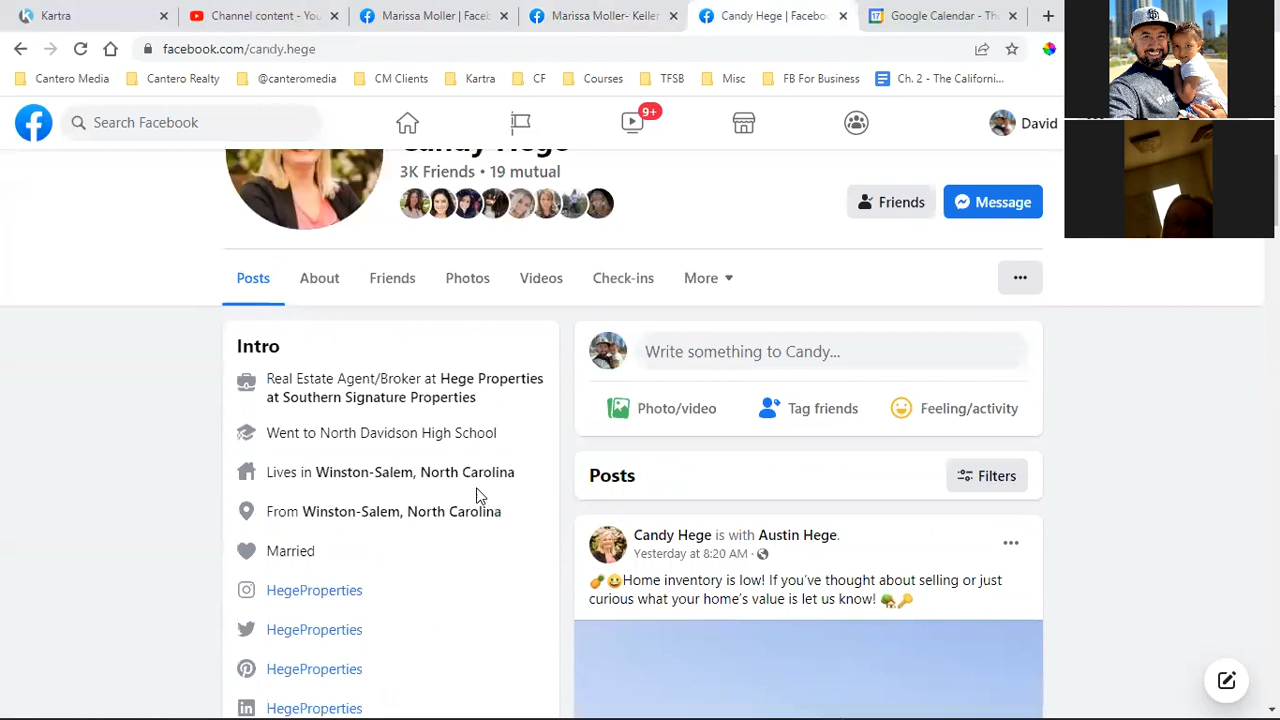 Kartra
Channel content - You
Marissa Moller | Faceb
Marissa Moller- Keller
Candy Hege | Faceboo
Google Calendar - Th
facebook.com/candy.hege
Cantero Media
Cantero Realty
@canteromedia
CM Clients
Kartra
CF
Courses
TFSB
Misc
FB For Business
Ch. 2 - The Californi...
Search Facebook
9+
David
Candy Hege
3K Friends · 19 mutual
Friends
Message
Posts
About
Friends
Photos
Videos
Check-ins
More
Intro
Real Estate Agent/Broker at Hege Properties
at Southern Signature Properties
Went to North Davidson High School
Lives in Winston-Salem, North Carolina
From Winston-Salem, North Carolina
Married
HegeProperties
HegeProperties
HegeProperties
HegeProperties
Write something to Candy...
Photo/video
Tag friends
Feeling/activity
Posts
Filters
Candy Hege is with Austin Hege.
Yesterday at 8:20 AM ·
🍍😀Home inventory is low! If you've thought about selling or just
curious what your home's value is let us know! 🏡🔑